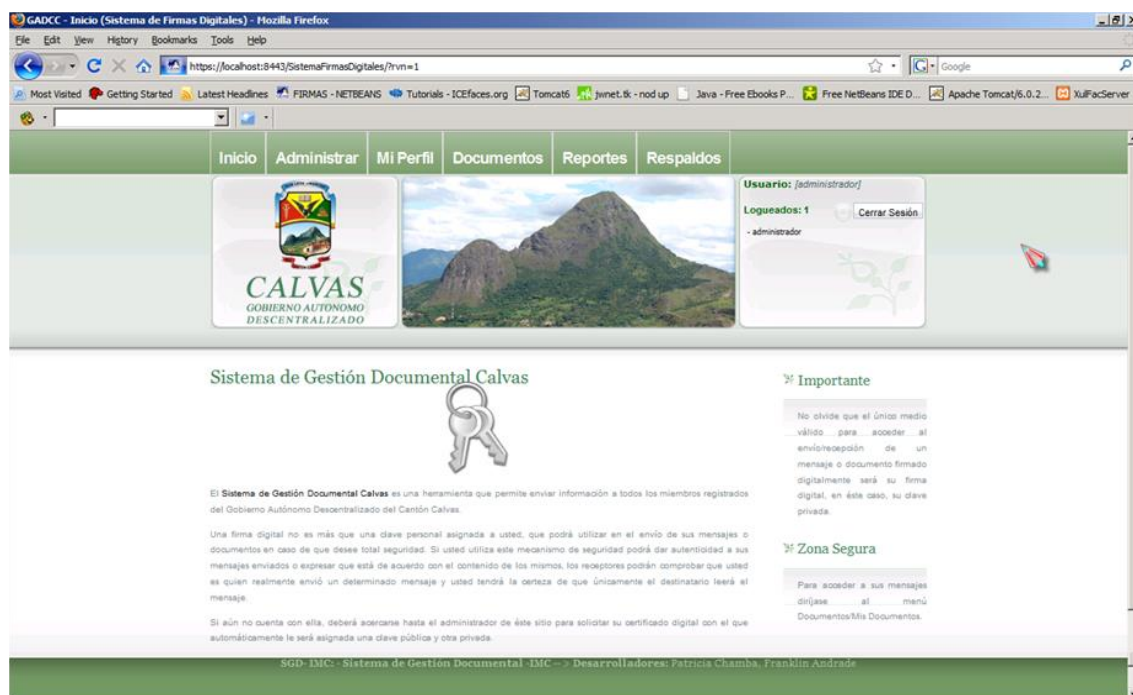 GADCC - Inicio (Sistema de Firmas Digitales) - Mozilla Firefox
File Edit View History Bookmarks Tools Help
https://localhost:8443/SistemaFirmasDigitales/?rvn=1
Google
Most Visited Getting Started Latest Headlines FIRMAS - NETBEANS Tutorials - ICEfaces.org Tomcat6 jwnet.tk - nod up Java - Free Ebooks P... Free NetBeans IDE D... Apache Tomcat/6.0.2... XulFacServer
Inicio Administrar Mi Perfil Documentos Reportes Respaldos
CALVAS
GOBIERNO AUTONOMO
DESCENTRALIZADO
Usuario: [administrador]
Logueados: 1 Cerrar Sesión
- administrador
Sistema de Gestión Documental Calvas
El Sistema de Gestión Documental Calvas es una herramienta que permite enviar información a todos los miembros registrados
del Gobierno Autónomo Descentralizado del Cantón Calvas.
Una firma digital no es más que una clave personal asignada a usted, que podrá utilizar en el envío de sus mensajes o
documentos en caso de que desee total seguridad. Si usted utiliza este mecanismo de seguridad podrá dar autenticidad a sus
mensajes enviados o expresar que está de acuerdo con el contenido de los mismos, los receptores podrán comprobar que usted
es quien realmente envió un determinado mensaje y usted tendrá la certeza de que únicamente el destinatario leerá el
mensaje.
Si aún no cuenta con ella, deberá acercarse hasta el administrador de éste sitio para solicitar su certificado digital con el que
automáticamente le será asignada una clave pública y otra privada.
Importante
No olvide que el único medio
válido para acceder al
envío/recepción de un
mensaje o documento firmado
digitalmente será su firma
digital, en éste caso, su clave
privada.
Zona Segura
Para acceder a sus mensajes
diríjase al menú
Documentos/Mis Documentos.
SGD-IMC: - Sistema de Gestión Documental -IMC --> Desarrolladores: Patricia Chamba, Franklin Andrade